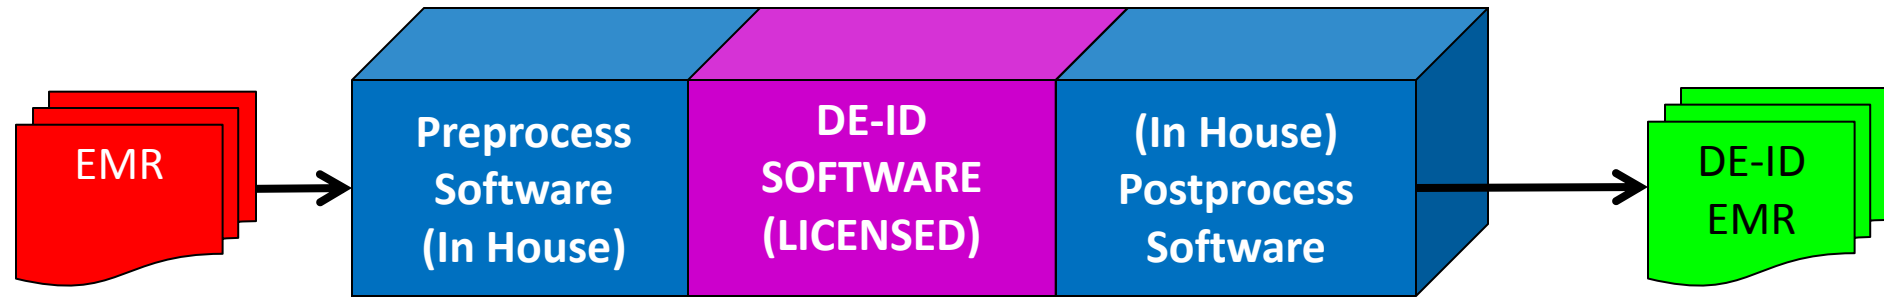 EMR
Preprocess
Software
(In House)
DE-ID
SOFTWARE
(LICENSED)
(In House)
Postprocess
Software
DE-ID
EMR